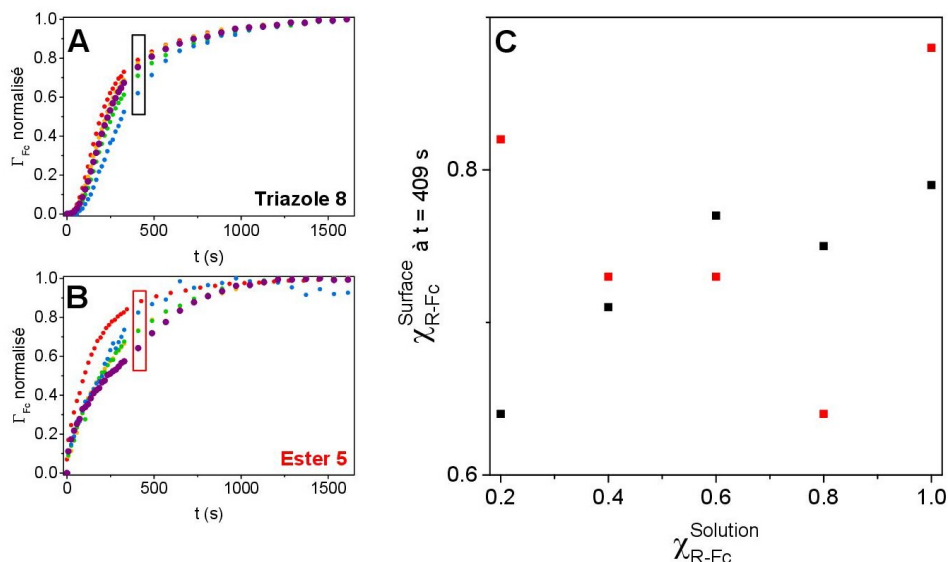 A
1.0
0.8
0.6
0.4
0.2
0.0
Γ_Fc normalisé
Triazole 8
0
500
1000
1500
t (s)
B
1.0
0.8
0.6
0.4
0.2
0.0
Γ_Fc normalisé
Ester 5
0
500
1000
1500
t (s)
C
0.8
0.6
χ_R-Fc^Surface à t = 409 s
0.2
0.4
0.6
0.8
1.0
χ_R-Fc^Solution